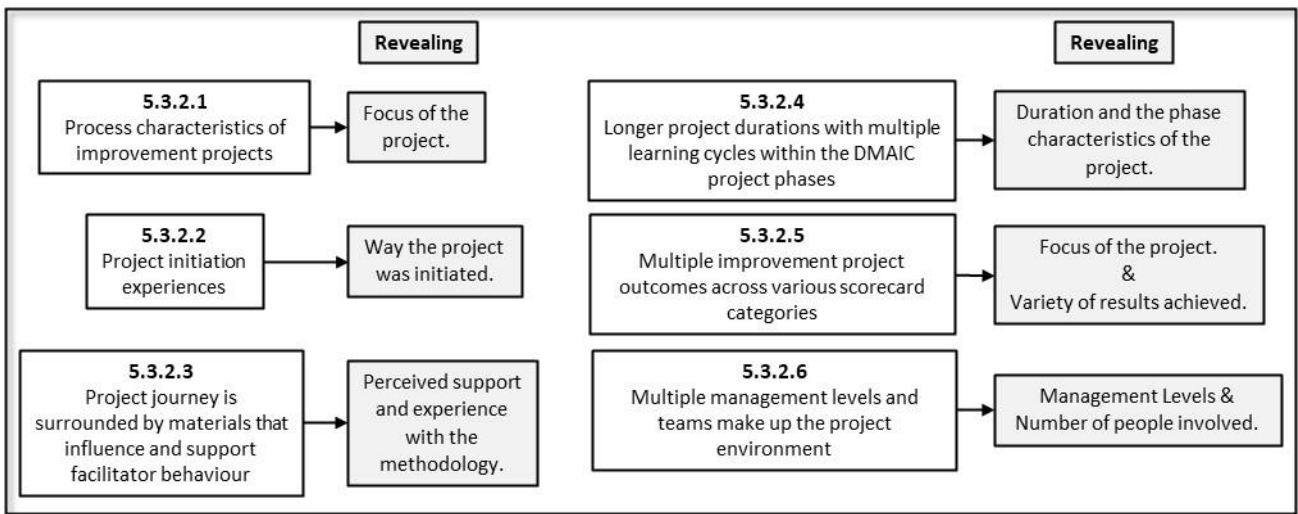 Revealing
5.3.2.1
Process characteristics of
improvement projects
Focus of the
project.
5.3.2.2
Project initiation
experiences
Way the project
was initiated.
5.3.2.3
Project journey is
surrounded by materials that
influence and support
facilitator behaviour
Perceived support
and experience
with the
methodology.
Revealing
5.3.2.4
Longer project durations with multiple
learning cycles within the DMAIC
project phases
Duration and the phase
characteristics of the
project.
5.3.2.5
Multiple improvement project
outcomes across various scorecard
categories
Focus of the project.
&
Variety of results achieved.
5.3.2.6
Multiple management levels and
teams make up the project
environment
Management Levels &
Number of people involved.